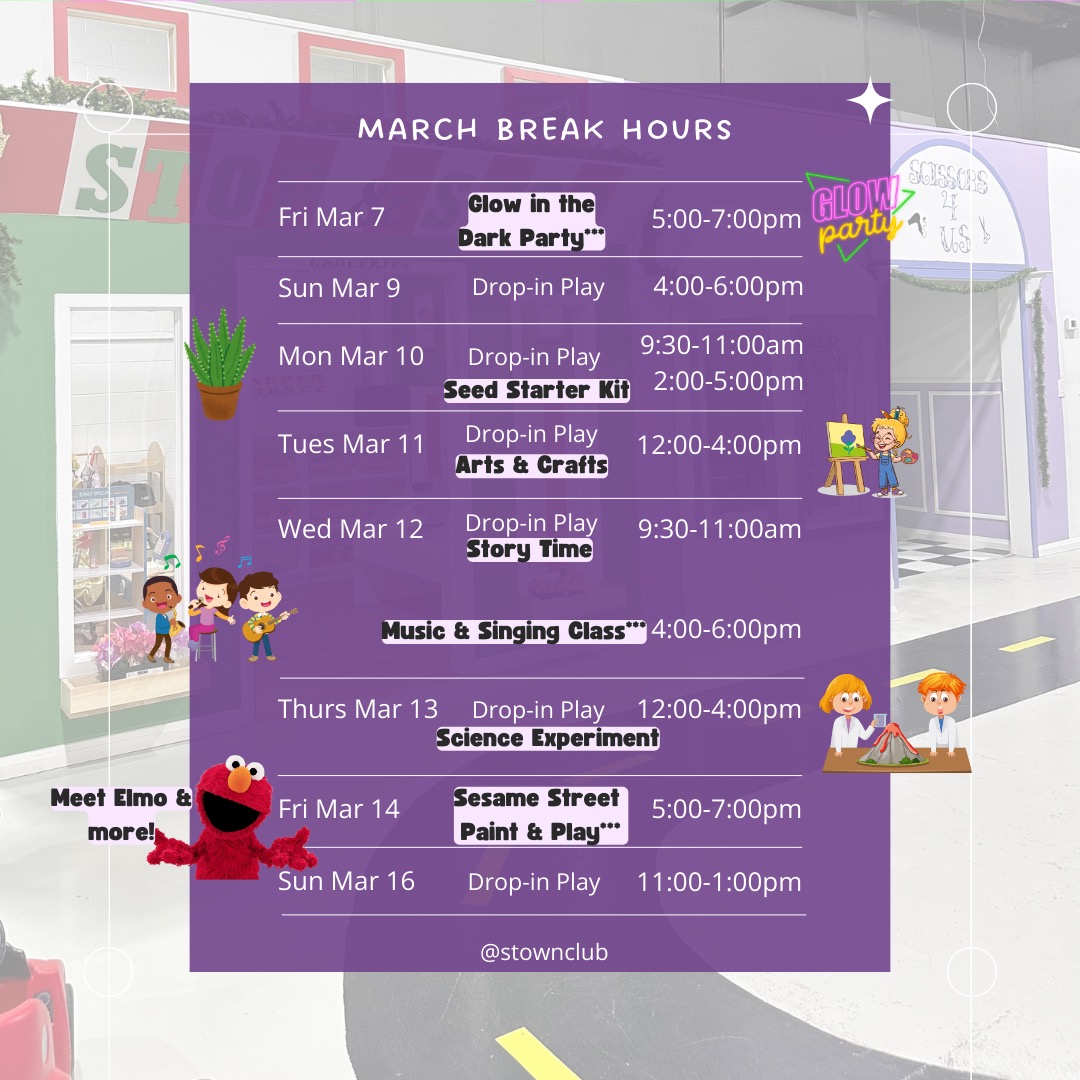 MARCH BREAK HOURS
Fri Mar 7 Glow in the Dark Party*** 5:00-7:00pm
GLOW
party
Sun Mar 9 Drop-in Play 4:00-6:00pm
Mon Mar 10 Drop-in Play 9:30-11:00am
Seed Starter Kit 2:00-5:00pm
Tues Mar 11 Drop-in Play 12:00-4:00pm
Arts & Crafts
Wed Mar 12 Drop-in Play 9:30-11:00am
Story Time
Music & Singing Class*** 4:00-6:00pm
Thurs Mar 13 Drop-in Play 12:00-4:00pm
Science Experiment
Meet Elmo &
more!
Fri Mar 14 Sesame Street Paint & Play*** 5:00-7:00pm
Sun Mar 16 Drop-in Play 11:00-1:00pm
@stownclub
SCISSORS
4
US
GROCERIES
DAILY SPECIAL